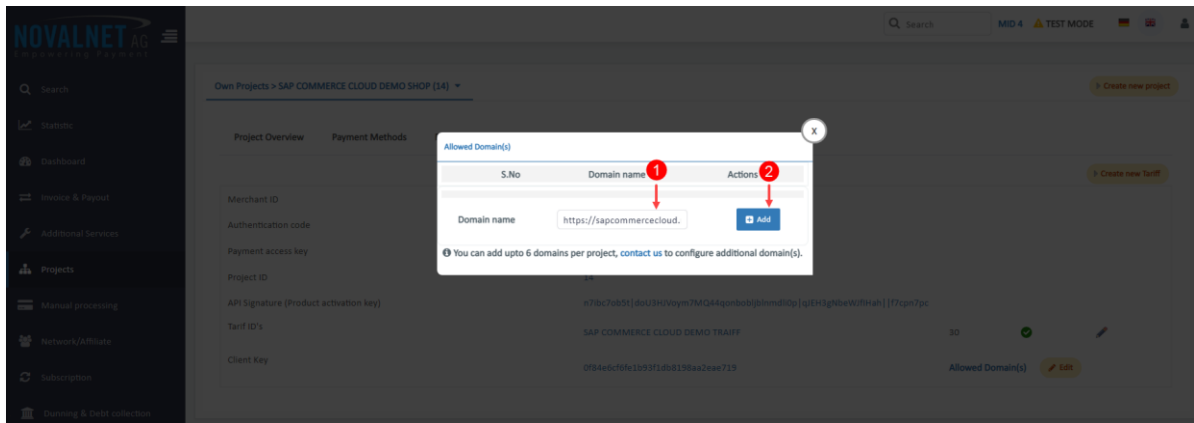 NOVALNET AG
Empowering Payment
Search
MID 4
TEST MODE
Search
Statistic
Dashboard
Invoice & Payout
Additional Services
Projects
Manual processing
Network/Affiliate
Subscription
Dunning & Debt collection
Own Projects > SAP COMMERCE CLOUD DEMO SHOP (14)
Create new project
Project Overview Payment Methods
Create new Tariff
Allowed Domain(s)
X
S.No Domain name Actions
1 2
Domain name https://sapcommercecloud. Add
You can add upto 6 domains per project, contact us to configure additional domain(s).
Merchant ID
Authentication code
Payment access key
Project ID 14
API Signature (Product activation key)
Tarif ID's SAP COMMERCE CLOUD DEMO TRAIFF 30
Client Key
Allowed Domain(s) Edit